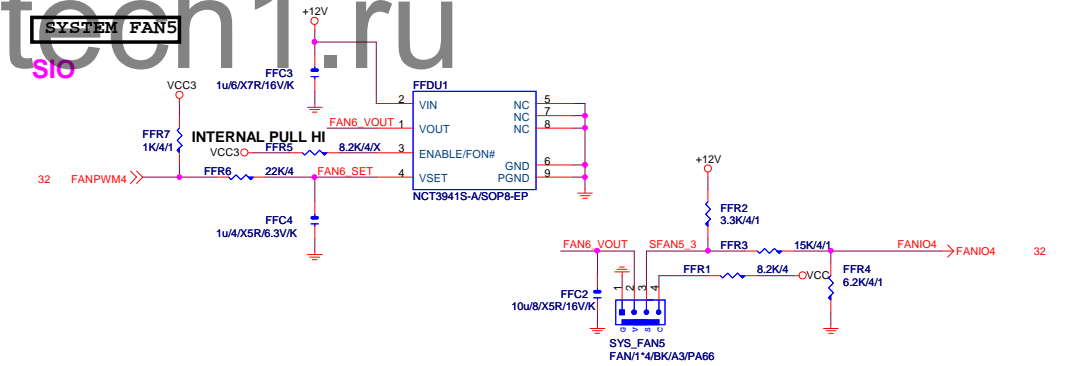 tech1.ru
SYSTEM FAN5
SIO
+12V
FFC3
1u/6/X7R/16V/K
VCC3
FFR7
1K/4/1
INTERNAL PULL HI
VCC3
FFR5
8.2K/4/X
FFR6
22K/4
32
FANPWM4
FAN6_VOUT
FAN6_SET
FFC4
1u/4/X5R/6.3V/K
FFDU1
2
VIN
1
VOUT
3
ENABLE/FON#
4
VSET
NC
5
NC
7
NC
8
GND
6
PGND
9
NCT3941S-A/SOP8-EP
+12V
FFR2
3.3K/4/1
FAN6_VOUT
SFAN5_3
FFR3
15K/4/1
FANIO4
FANIO4
32
FFR1
8.2K/4
VCC
FFR4
6.2K/4/1
FFC2
10u/8/X5R/16V/K
1
2
3
4
G
V
S
C
SYS_FAN5
FAN/1*4/BK/A3/PA66